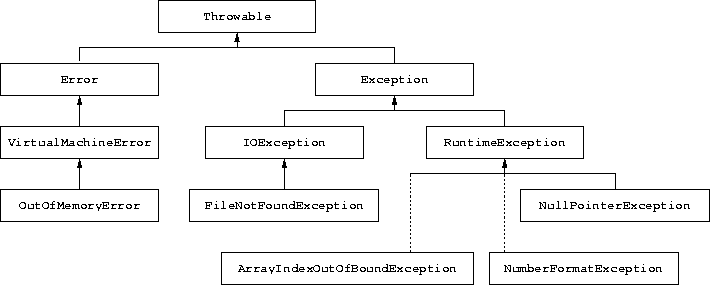 Throwable
Error
Exception
VirtualMachineError
IOException
RuntimeException
OutOfMemoryError
FileNotFoundException
NullPointerException
ArrayIndexOutOfBoundException
NumberFormatException